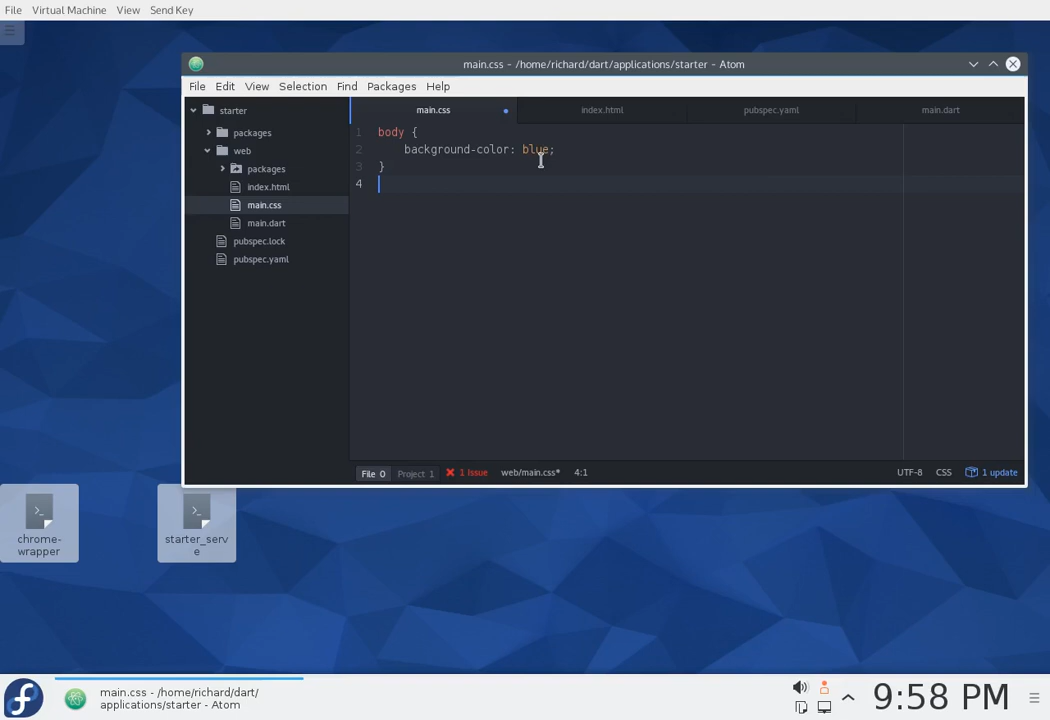 File Virtual Machine View Send Key
main.css - /home/richard/dart/applications/starter - Atom
File Edit View Selection Find Packages Help
starter
packages
web
packages
index.html
main.css
main.dart
pubspec.lock
pubspec.yaml
main.css index.html pubspec.yaml main.dart
1 body {
2 background-color: blue;
3 }
4
File 0 Project 1 1 Issue web/main.css* 4:1 UTF-8 CSS 1 update
>_
chrome-
wrapper
>_
starter_serv
e
main.css - /home/richard/dart/
applications/starter - Atom
9:58 PM